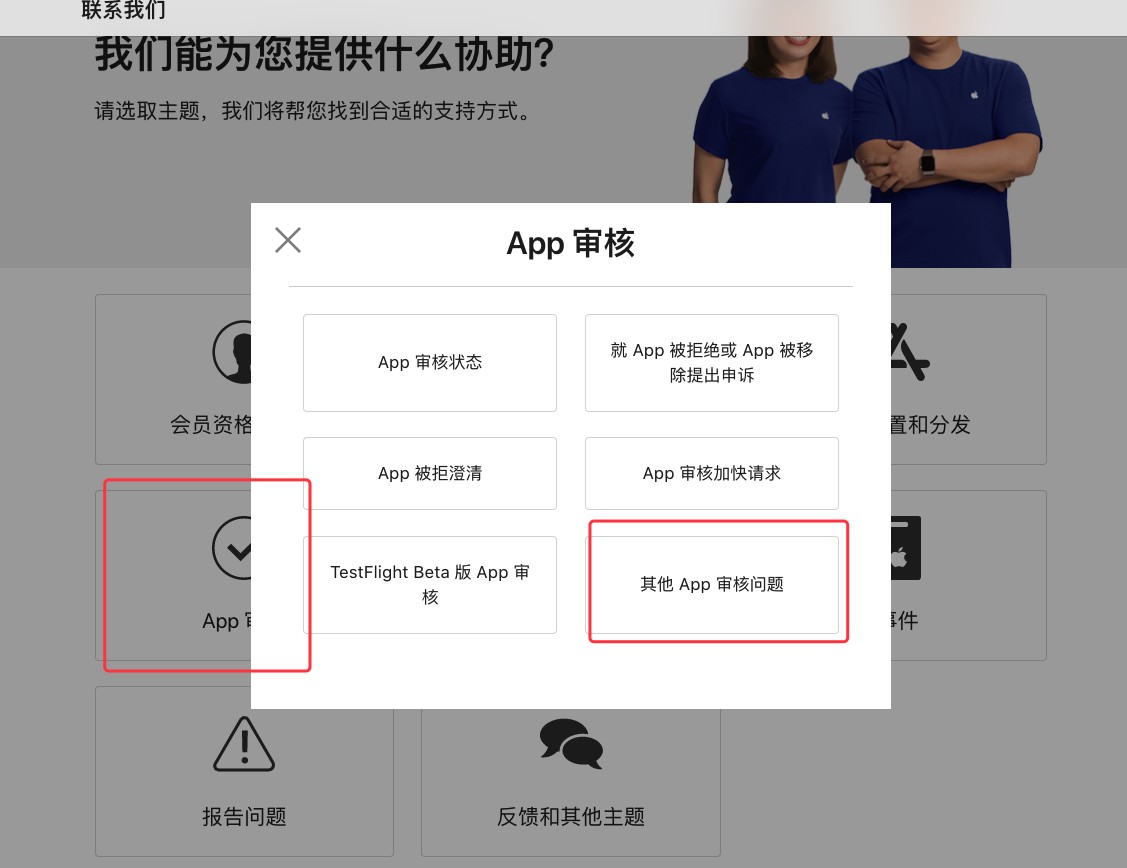 联系我们
我们能为您提供什么协助?
请选取主题，我们将帮您找到合适的支持方式。
App 审核
App 审核状态
就 App 被拒绝或 App 被移
除提出申诉
会员资格
置和分发
App 被拒澄清
App 审核加快请求
TestFlight Beta 版 App 审
核
其他 App 审核问题
App
事件
报告问题
反馈和其他主题